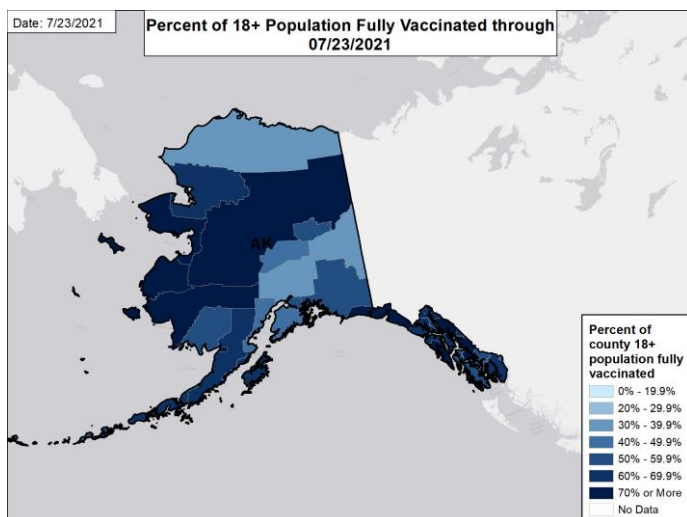 Date: 7/23/2021
Percent of 18+ Population Fully Vaccinated through
07/23/2021
AK
Percent of
county 18+
population fully
vaccinated
0% - 19.9%
20% - 29.9%
30% - 39.9%
40% - 49.9%
50% - 59.9%
60% - 69.9%
70% or More
No Data